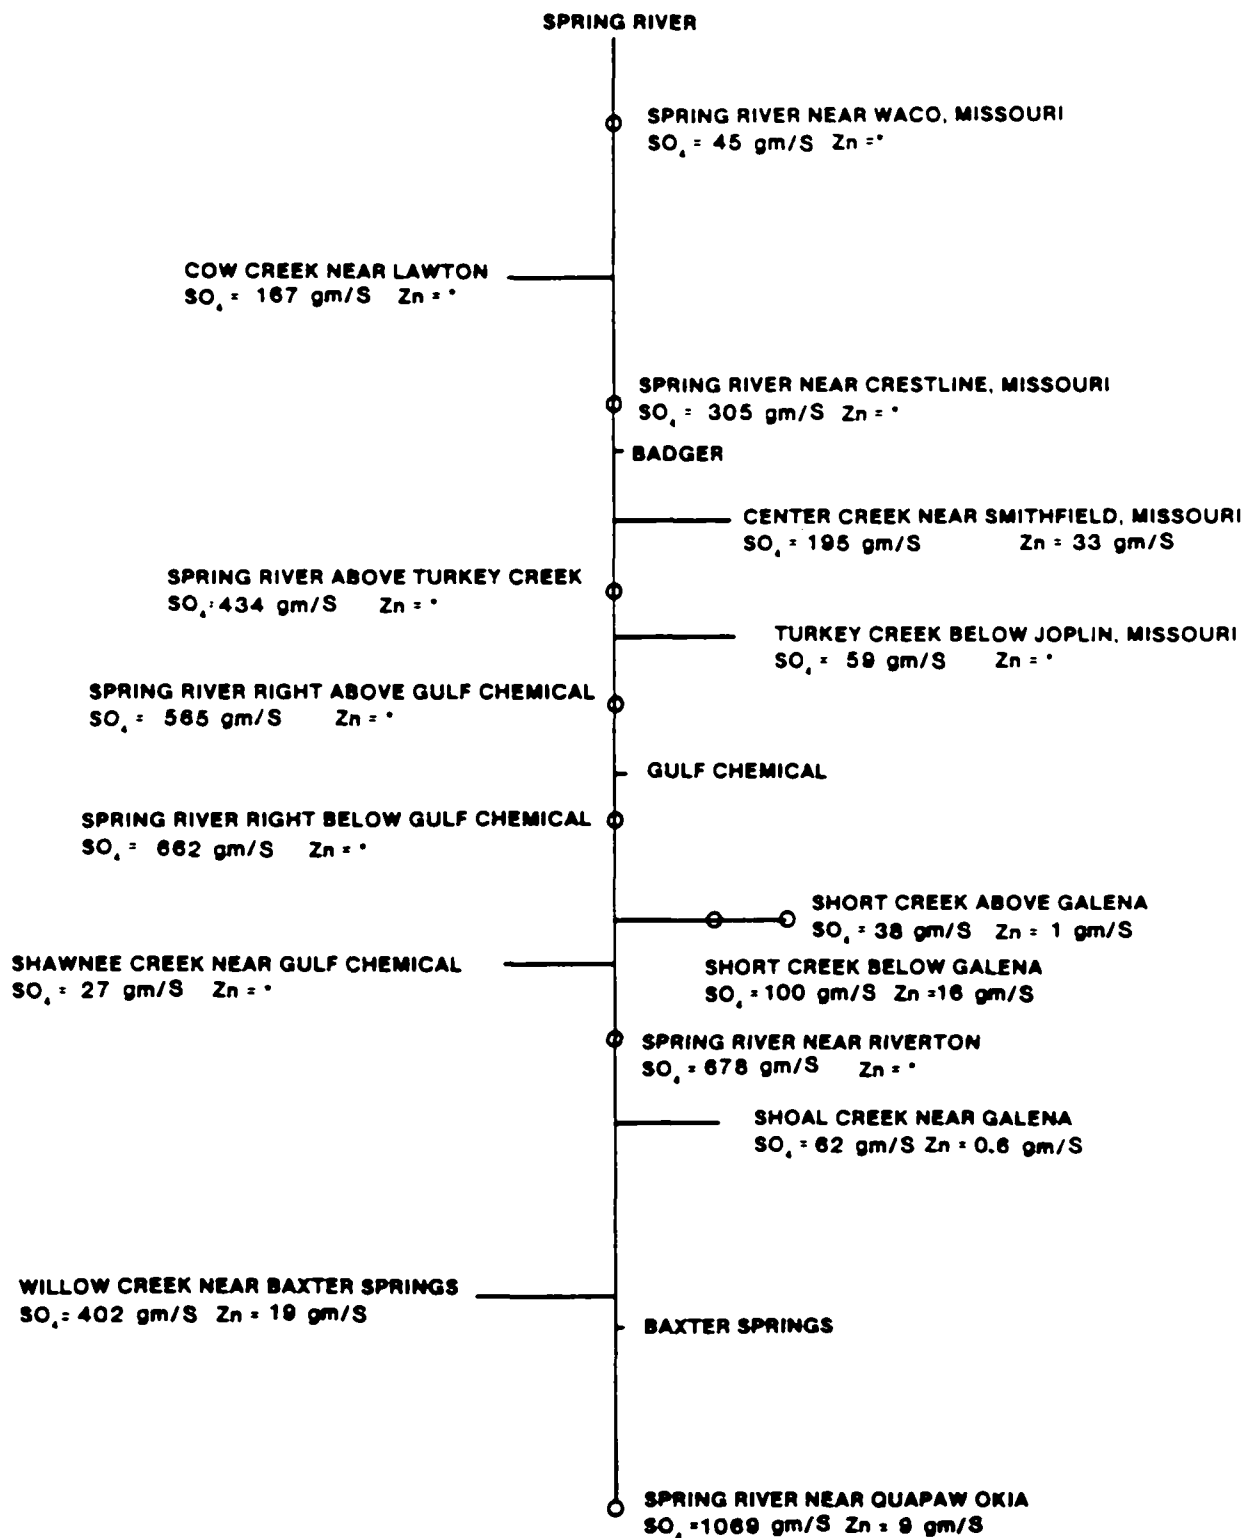 SPRING RIVER
SPRING RIVER NEAR WACO, MISSOURI
SO₄ = 45 gm/S Zn = *
COW CREEK NEAR LAWTON
SO₄ = 167 gm/S Zn = *
SPRING RIVER NEAR CRESTLINE, MISSOURI
SO₄ = 305 gm/S Zn = *
BADGER
CENTER CREEK NEAR SMITHFIELD, MISSOURI
SO₄ = 195 gm/S Zn = 33 gm/S
SPRING RIVER ABOVE TURKEY CREEK
SO₄ = 434 gm/S Zn = *
TURKEY CREEK BELOW JOPLIN, MISSOURI
SO₄ = 59 gm/S Zn = *
SPRING RIVER RIGHT ABOVE GULF CHEMICAL
SO₄ = 565 gm/S Zn = *
GULF CHEMICAL
SPRING RIVER RIGHT BELOW GULF CHEMICAL
SO₄ = 662 gm/S Zn = *
SHORT CREEK ABOVE GALENA
SO₄ = 38 gm/S Zn = 1 gm/S
SHAWNEE CREEK NEAR GULF CHEMICAL
SO₄ = 27 gm/S Zn = *
SHORT CREEK BELOW GALENA
SO₄ = 100 gm/S Zn = 16 gm/S
SPRING RIVER NEAR RIVERTON
SO₄ = 678 gm/S Zn = *
SHOAL CREEK NEAR GALENA
SO₄ = 62 gm/S Zn = 0.6 gm/S
WILLOW CREEK NEAR BAXTER SPRINGS
SO₄ = 402 gm/S Zn = 19 gm/S
BAXTER SPRINGS
SPRING RIVER NEAR QUAPAW OKIA
SO₄ = 1069 gm/S Zn = 9 gm/S